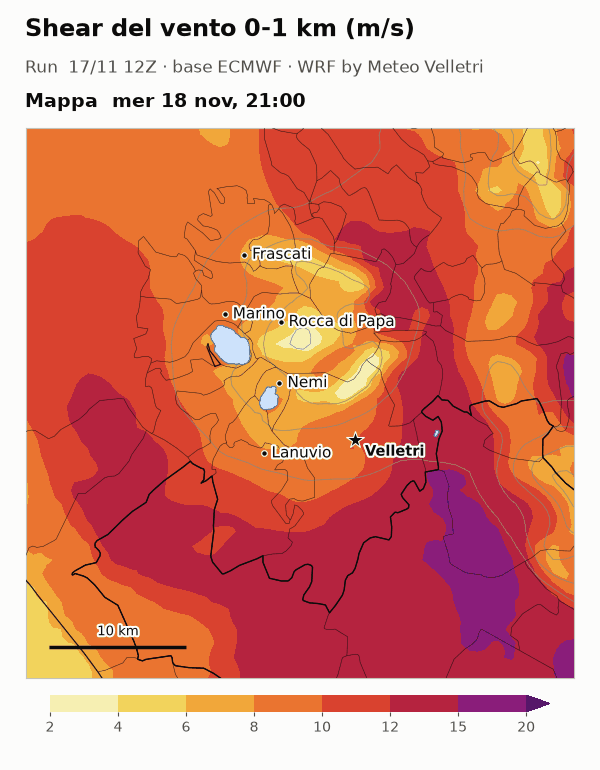 Shear del vento 0-1 km (m/s)
Run  17/11 12Z · base ECMWF · WRF by Meteo Velletri
Mappa  mer 18 nov, 21:00
Frascati
Marino
Rocca di Papa
Nemi
Velletri
Lanuvio
10 km
2 4 6 8 10 12 15 20